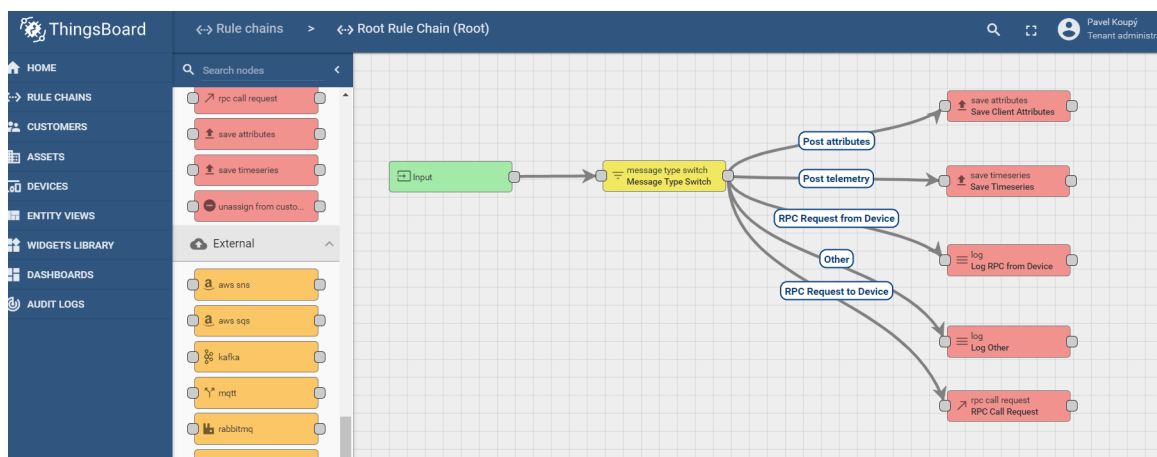 ThingsBoard
Rule chains > Root Rule Chain (Root)
Pavel Koupý
Tenant administra
HOME
RULE CHAINS
CUSTOMERS
ASSETS
DEVICES
ENTITY VIEWS
WIDGETS LIBRARY
DASHBOARDS
AUDIT LOGS
Search nodes
rpc call request
save attributes
save timeseries
unassign from custo...
External
aws sns
aws sqs
kafka
mqtt
rabbitmq
Input
message type switch
Message Type Switch
Post attributes
Post telemetry
RPC Request from Device
Other
RPC Request to Device
save attributes
Save Client Attributes
save timeseries
Save Timeseries
log
Log RPC from Device
log
Log Other
rpc call request
RPC Call Request